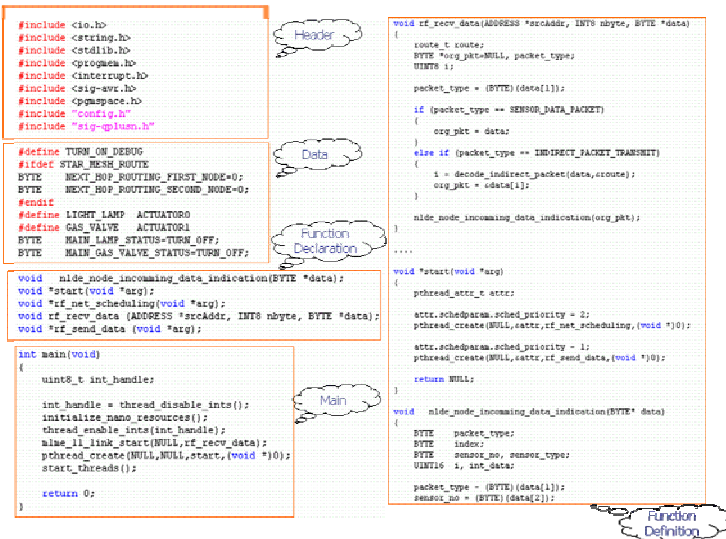 #include <io.h>
#include <string.h>
#include <stdlib.h>
#include <progmem.h>
#include <interrupt.h>
#include <sig-avr.h>
#include <pgmspace.h>
#include "config.h"
#include "sig-qplusn.h"
Header
#define TURN_ON_DEBUG
#ifdef STAR_MESH_ROUTE
BYTE NEXT_HOP_ROUTING_FIRST_NODE=0;
BYTE NEXT_HOP_ROUTING_SECOND_NODE=0;
#endif
#define LIGHT_LAMP ACTUATOR0
#define GAS_VALVE ACTUATOR1
BYTE MAIN_LAMP_STATUS=TURN_OFF;
BYTE MAIN_GAS_VALVE_STATUS=TURN_OFF;
Data
Function
Declaration
void nlde_node_incomming_data_indication(BYTE *data);
void *start(void *arg);
void *rf_net_scheduling(void *arg);
void rf_recv_data (ADDRESS *srcAddr, INT8 nbyte, BYTE *data);
void *rf_send_data (void *arg);
int main(void)
{
uint8_t int_handle;
int_handle = thread_disable_ints();
initialize_nano_resources();
thread_enable_ints(int_handle);
mlme_ll_link_start(NULL,rf_recv_data);
pthread_create(NULL,NULL,start,(void *)0);
start_threads();
return 0;
}
Main
void rf_recv_data(ADDRESS *srcAddr, INT8 nbyte, BYTE *data)
{
route_t route;
BYTE *org_pkt=NULL, packet_type;
UINT8 i;
packet_type = (BYTE)(data[1]);
if (packet_type == SENSOR_DATA_PACKET)
{
org_pkt = data;
}
else if (packet_type == INDIRECT_PACKET_TRANSMIT)
{
i = decode_indirect_packet(data,&route);
org_pkt = &data[i];
}
nlde_node_incomming_data_indication(org_pkt);
}
....
void *start(void *arg)
{
pthread_attr_t attr;
attr.schedparam.sched_priority = 2;
pthread_create(NULL,&attr,rf_net_scheduling,(void *)0);
attr.schedparam.sched_priority = 1;
pthread_create(NULL,&attr,rf_send_data,(void *)0);
return NULL;
}
void nlde_node_incomming_data_indication(BYTE* data)
{
BYTE packet_type;
BYTE index;
BYTE sensor_no, sensor_type;
UINT16 i, int_data;
packet_type = (BYTE)(data[1]);
sensor_no = (BYTE)(data[2]);
Function
Definition